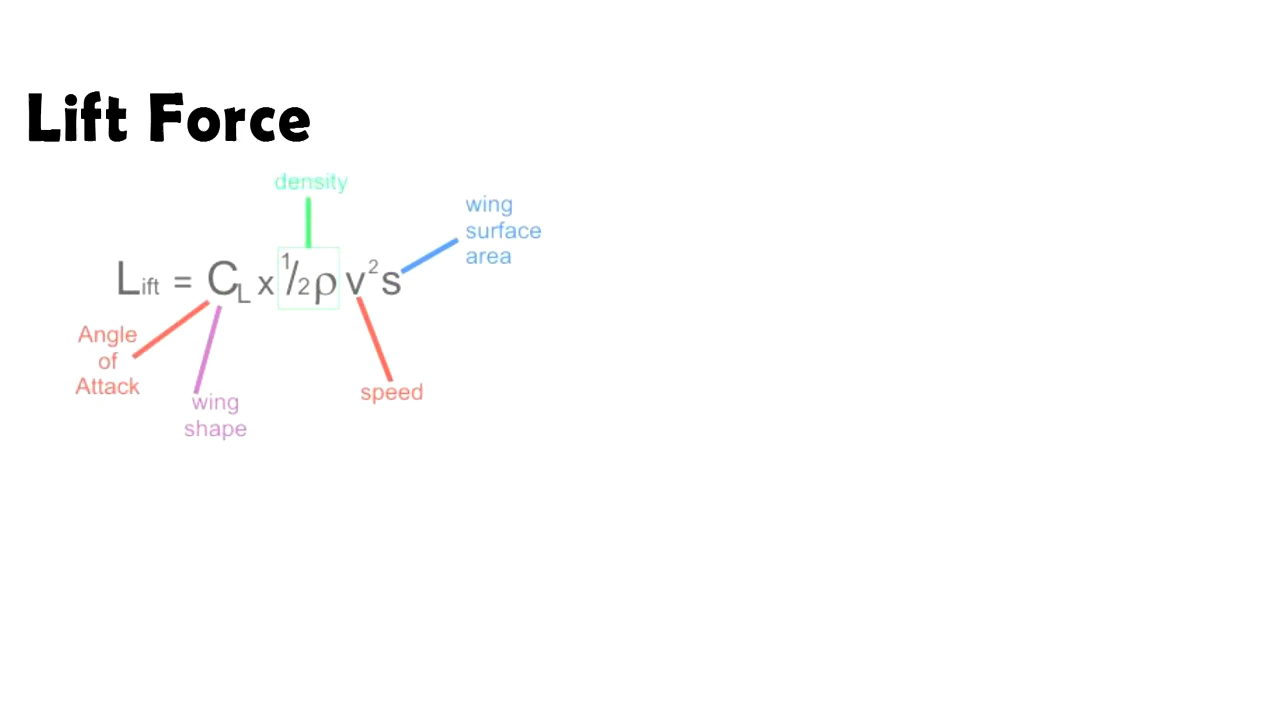 Lift Force
density
wing
surface
area
Lift = CL x ½ρ v²s
Angle
of
Attack
wing
shape
speed